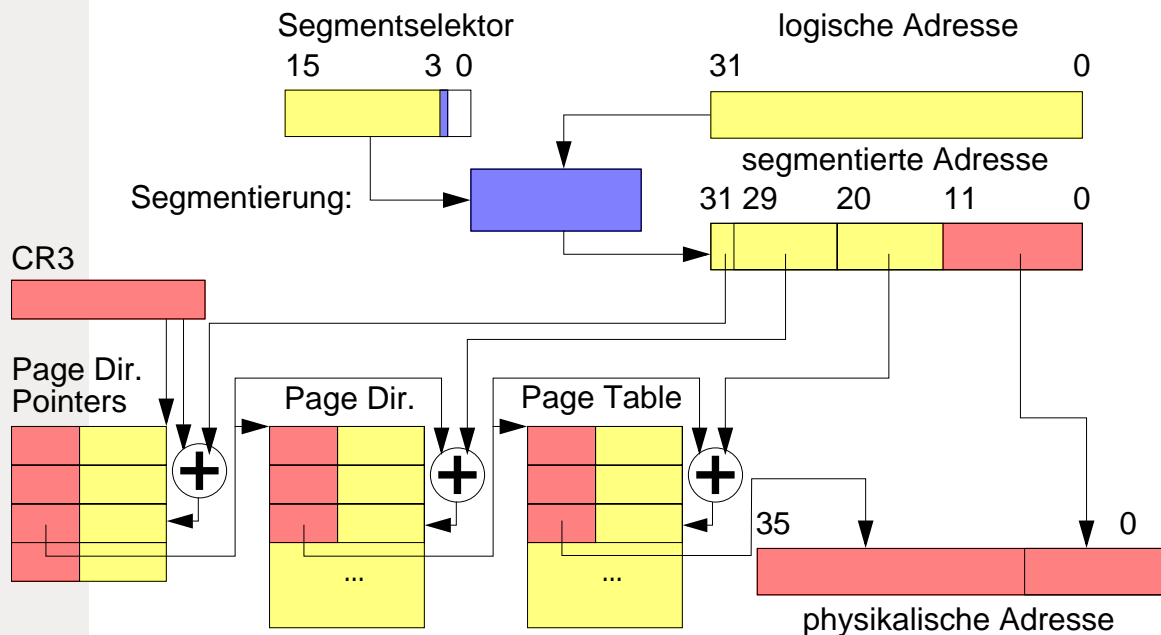 Segmentselektor
logische Adresse
15 3 0
31 0
segmentierte Adresse
Segmentierung:
31 29 20 11 0
CR3
Page Dir.
Pointers
Page Dir.
Page Table
...
...
35 0
physikalische Adresse